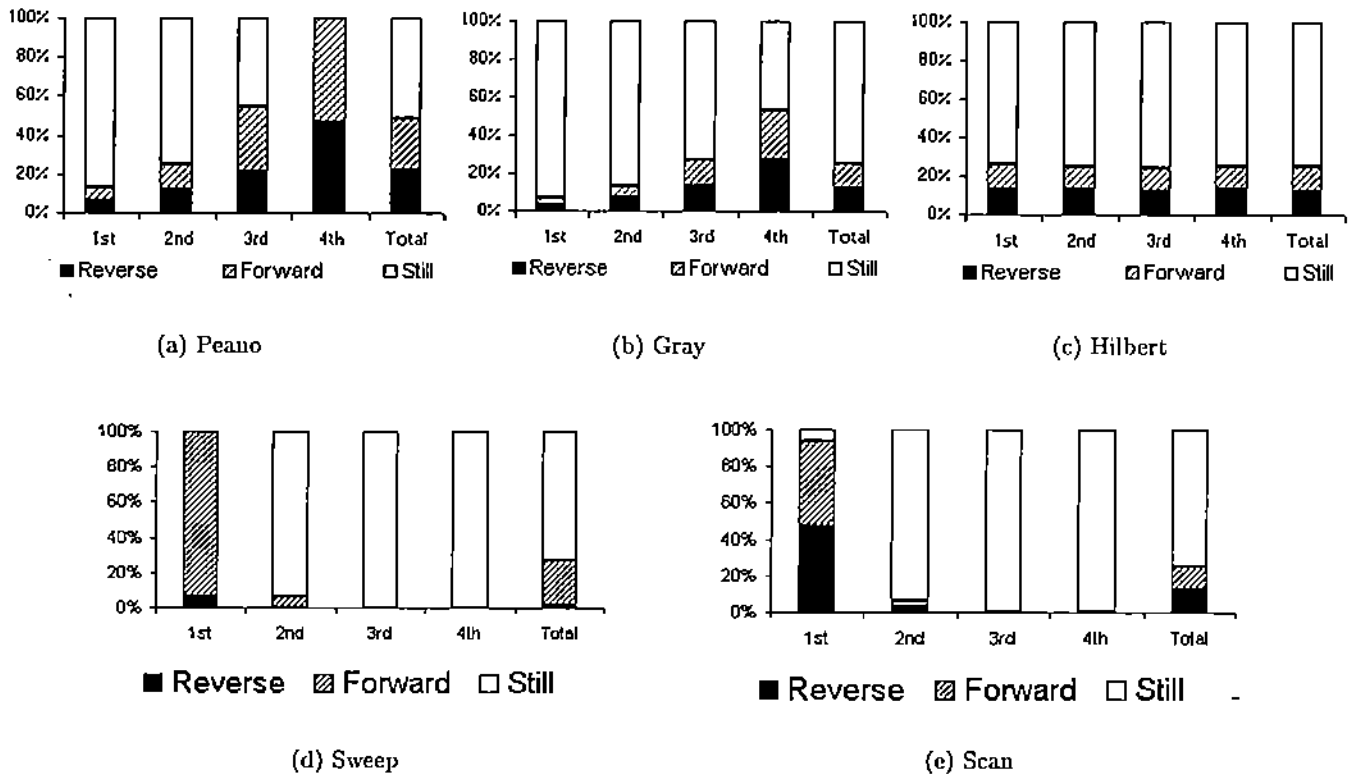 100% 100% 100%
80% 80% 80%
60% 60% 60%
40% 40% 40%
20% 20% 20%
0% 0% 0%
1st 2nd 3rd 4th Total 1st 2nd 3rd 4th Total 1st 2nd 3rd 4th Total
Reverse Forward Still Reverse Forward Still Reverse Forward Still
(a) Peano (b) Gray (c) Hilbert
100% 100%
80% 80%
60% 60%
40% 40%
20% 20%
0% 0%
1st 2nd 3rd 4th Total 1st 2nd 3rd 4th Total
Reverse Forward Still Reverse Forward Still
(d) Sweep (e) Scan